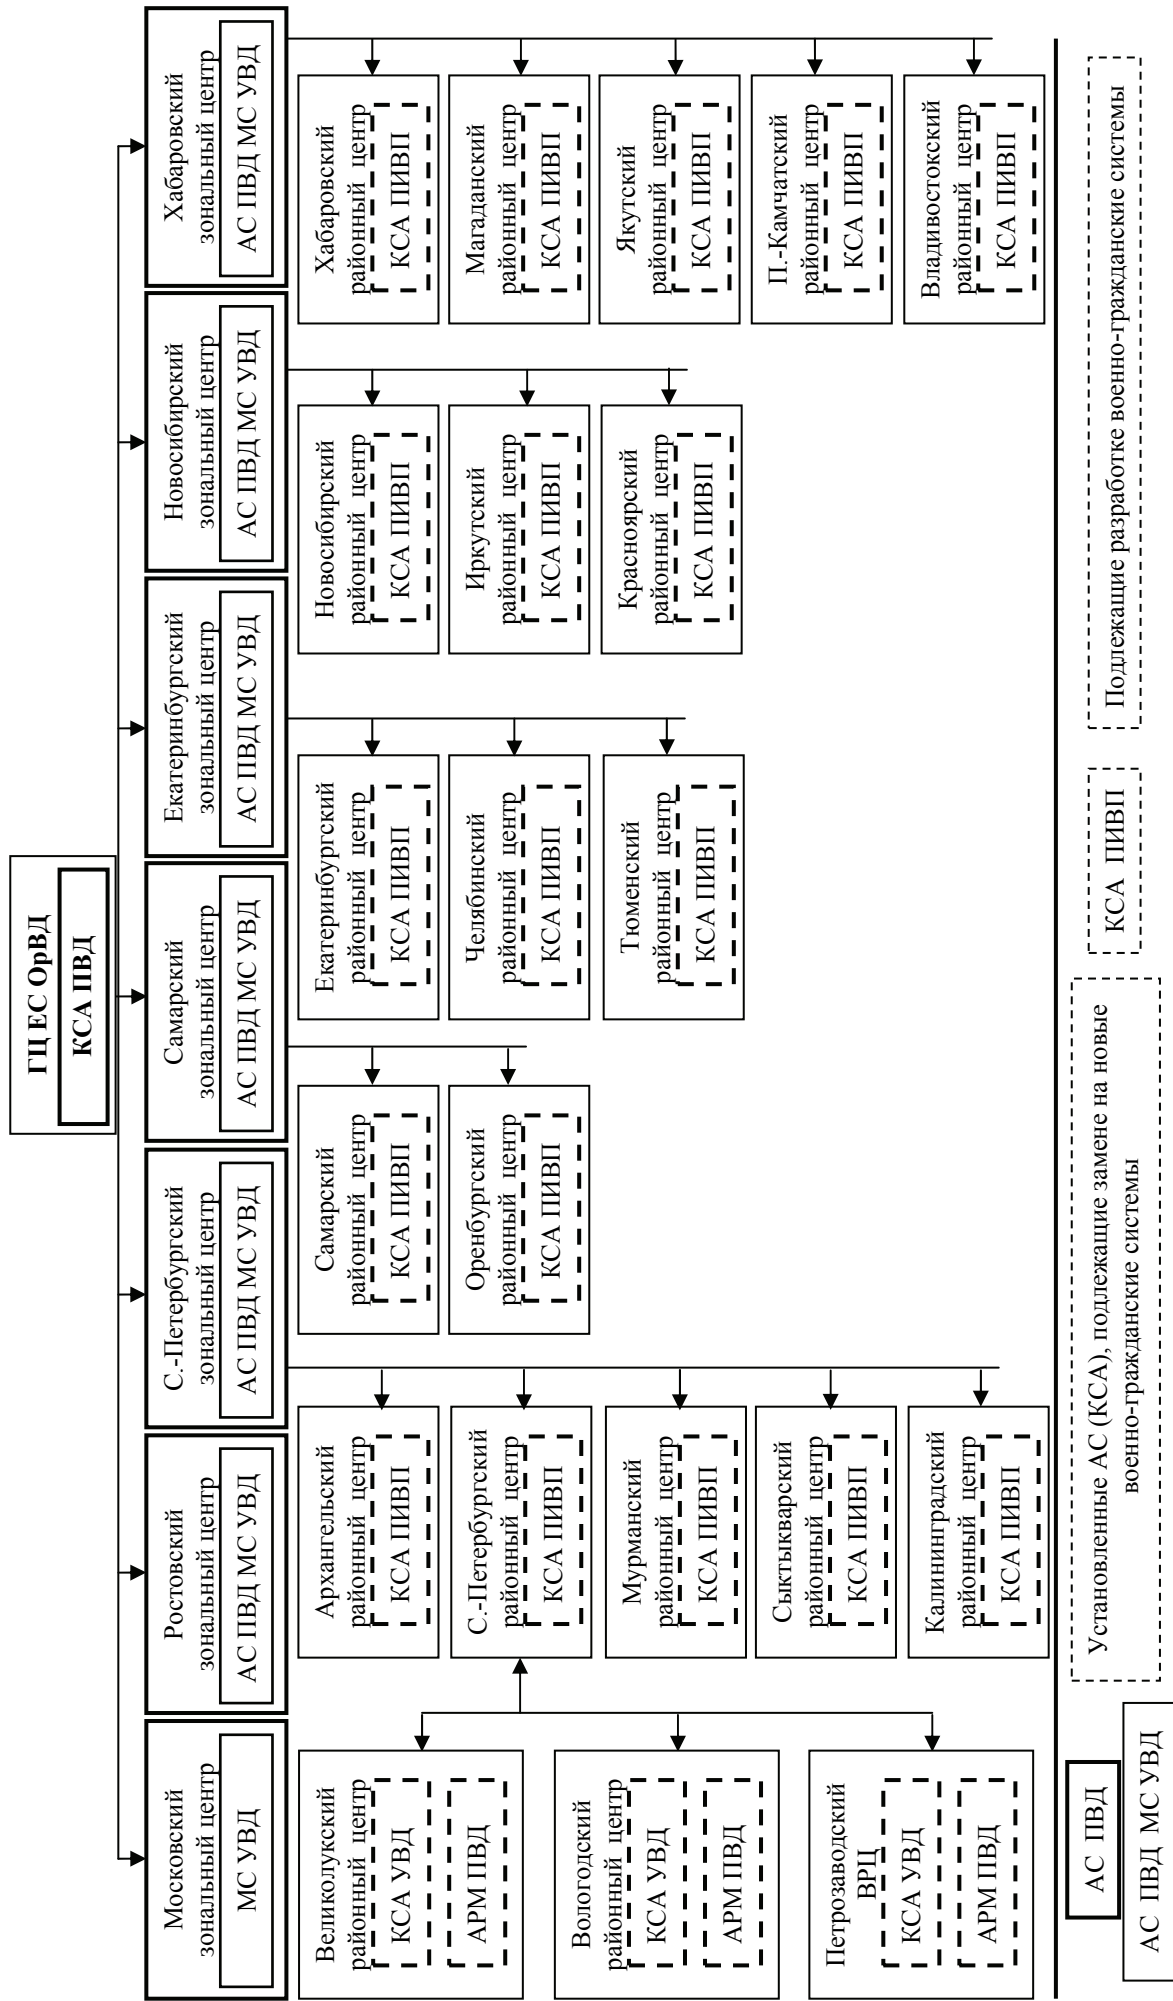 ГЦ ЕС ОрВД
КСА ПВД
Московский
зональный центр
МС УВД
Ростовский
зональный центр
АС ПВД МС УВД
С.-Петербургский
зональный центр
АС ПВД МС УВД
Самарский
зональный центр
АС ПВД МС УВД
Екатеринбургский
зональный центр
АС ПВД МС УВД
Новосибирский
зональный центр
АС ПВД МС УВД
Хабаровский
зональный центр
АС ПВД МС УВД
Великолукский
районный центр
КСА УВД
АРМ ПВД
Вологодский
районный центр
КСА УВД
АРМ ПВД
Петрозаводский
ВРЦ
КСА УВД
АРМ ПВД
Архангельский
районный центр
КСА ПИВП
С.-Петербургский
районный центр
КСА ПИВП
Мурманский
районный центр
КСА ПИВП
Сыктыкварский
районный центр
КСА ПИВП
Калининградский
районный центр
КСА ПИВП
Самарский
районный центр
КСА ПИВП
Оренбургский
районный центр
КСА ПИВП
Екатеринбургский
районный центр
КСА ПИВП
Челябинский
районный центр
КСА ПИВП
Тюменский
районный центр
КСА ПИВП
Новосибирский
районный центр
КСА ПИВП
Иркутский
районный центр
КСА ПИВП
Красноярский
районный центр
КСА ПИВП
Хабаровский
районный центр
КСА ПИВП
Магаданский
районный центр
КСА ПИВП
Якутский
районный центр
КСА ПИВП
П.-Камчатский
районный центр
КСА ПИВП
Владивостокский
районный центр
КСА ПИВП
АС ПВД
АС ПВД МС УВД
Установленные АС (КСА), подлежащие замене на новые
военно-гражданские системы
КСА ПИВП
Подлежащие разработке военно-гражданские системы